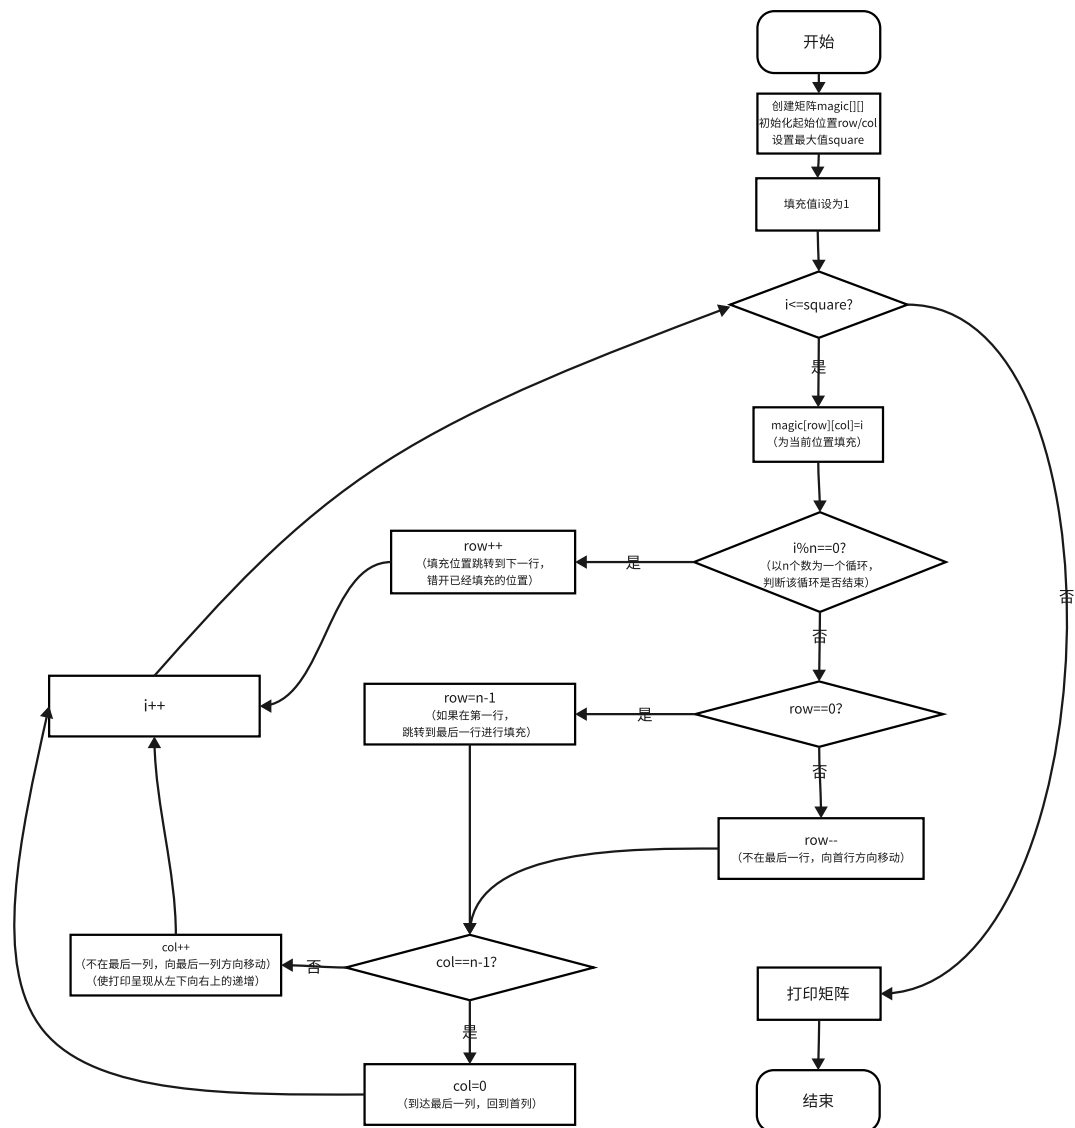 开始
创建矩阵magic[][]
初始化起始位置row/col
设置最大值square
填充值i设为1
i<=square?
是
magic[row][col]=i
（为当前位置填充）
i%n==0?
（以n个数为一个循环，
判断该循环是否结束）
是
row++
（填充位置跳转到下一行，
错开已经填充的位置）
否
否
i++
row==0?
是
row=n-1
（如果在第一行，
跳转到最后一行进行填充）
否
row--
（不在最后一行，向首行方向移动）
col==n-1?
否
col++
（不在最后一列，向最后一列方向移动）
（使打印呈现从左下向右上的递增）
是
col=0
（到达最后一列，回到首列）
打印矩阵
结束